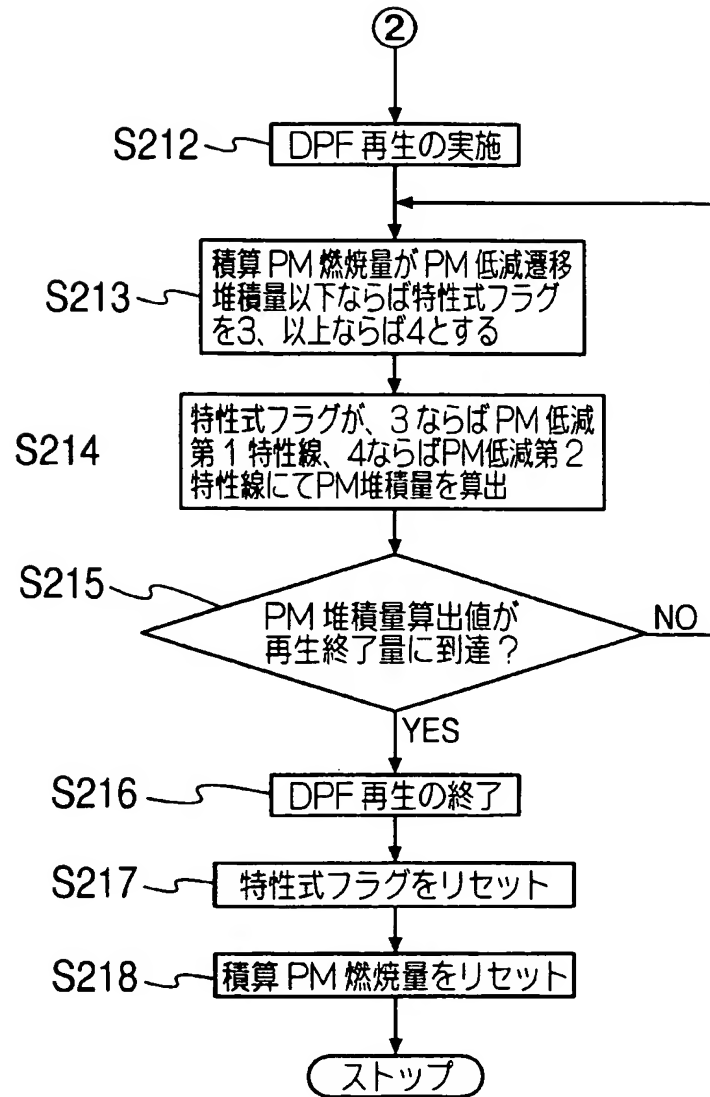 ②
S212
DPF 再生の実施
S213
積算 PM 燃焼量が PM 低減遷移
堆積量以下ならば特性式フラグ
を3、以上ならば4とする
S214
特性式フラグが、3ならばPM低減
第1特性線、4ならばPM低減第2
特性線にてPM堆積量を算出
S215
PM 堆積量算出値が
再生終了量に到達?
NO
YES
S216
DPF 再生の終了
S217
特性式フラグをリセット
S218
積算 PM 燃焼量をリセット
ストップ